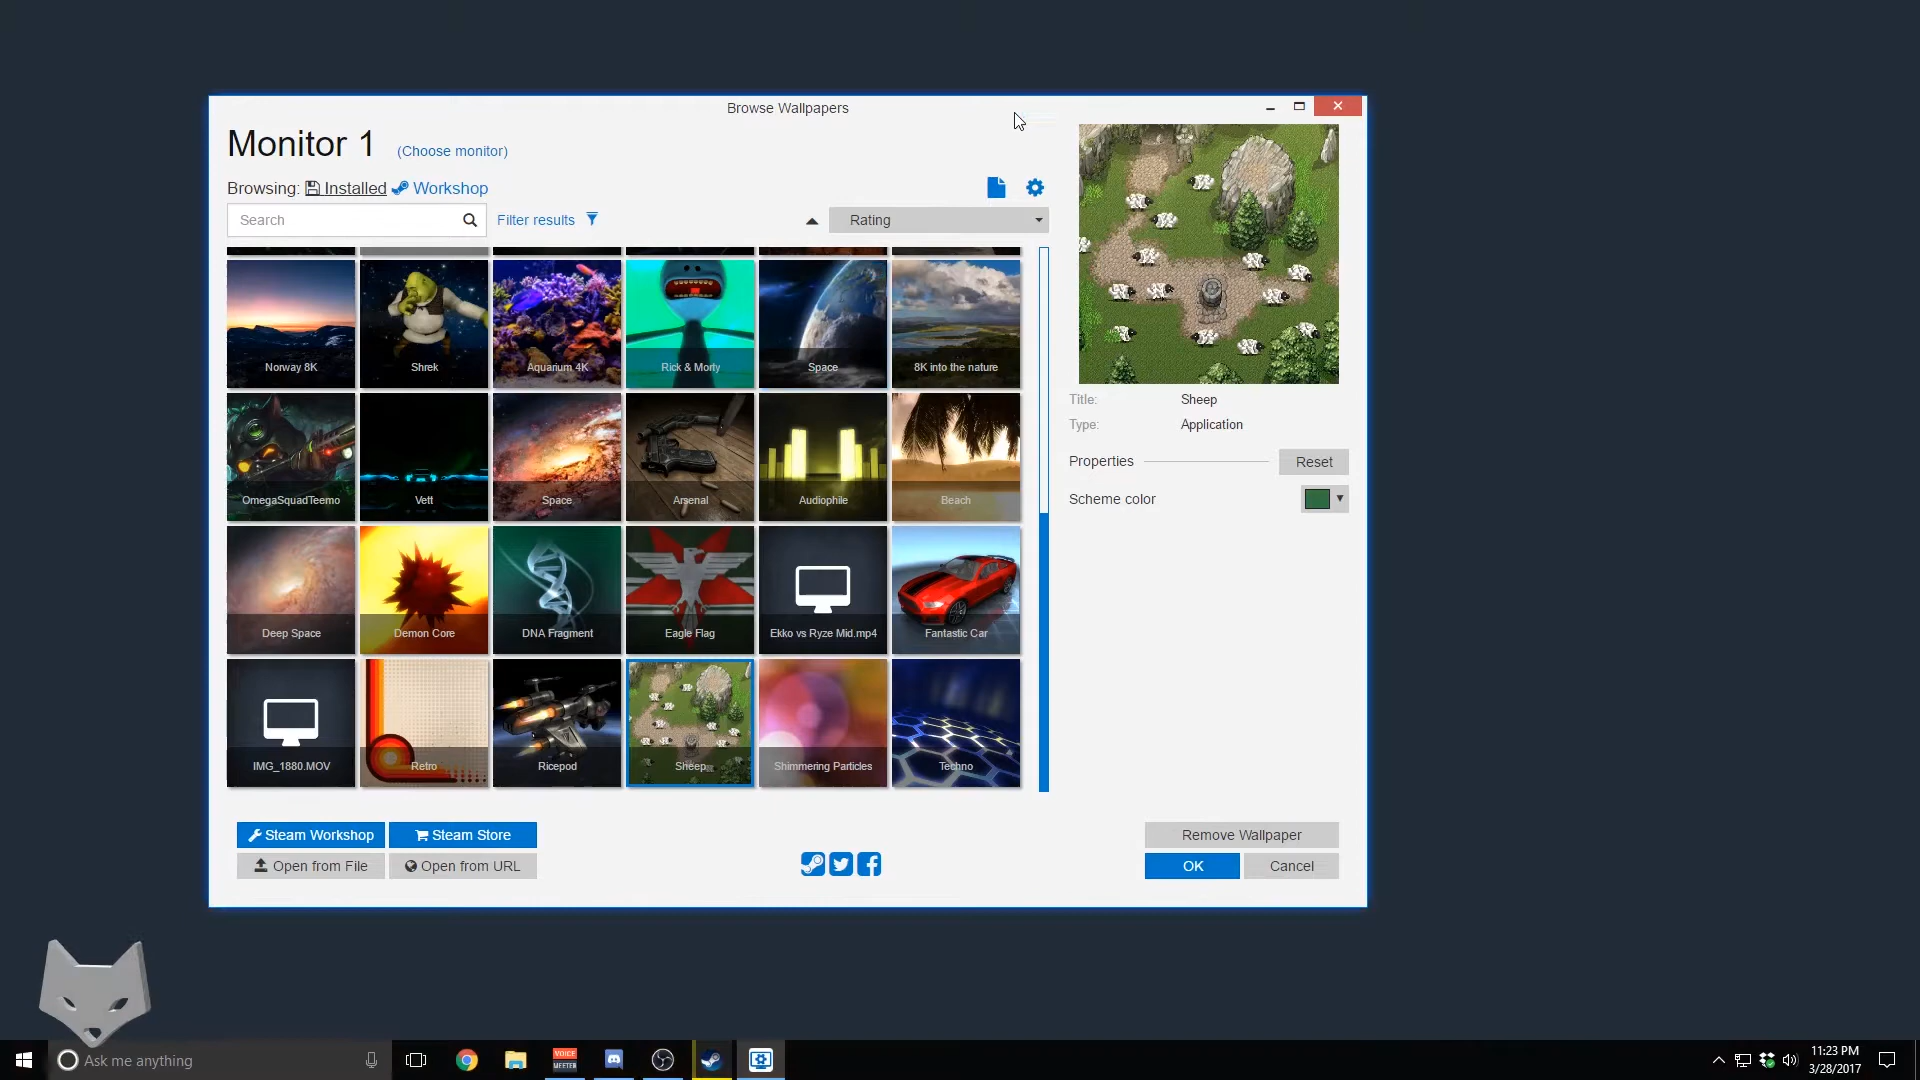 Browse Wallpapers
Monitor 1 (Choose monitor)
Browsing: Installed Workshop
Search Filter results Rating
Norway 8K Shrek Aquarium 4K Rick & Morty Space 8K into the nature
OmegaSquadTeemo Vett Space Arsenal Audiophile Beach
Deep Space Demon Core DNA Fragment Eagle Flag Ekko vs Ryze Mid.mp4 Fantastic Car
IMG_1880.MOV Retro Ricepod Sheep Shimmering Particles Techno
Title: Sheep
Type: Application
Properties Reset
Scheme color
Steam Workshop Steam Store
Open from File Open from URL
Remove Wallpaper
OK Cancel
Ask me anything
VOICE
MEETER
11:23 PM
3/28/2017